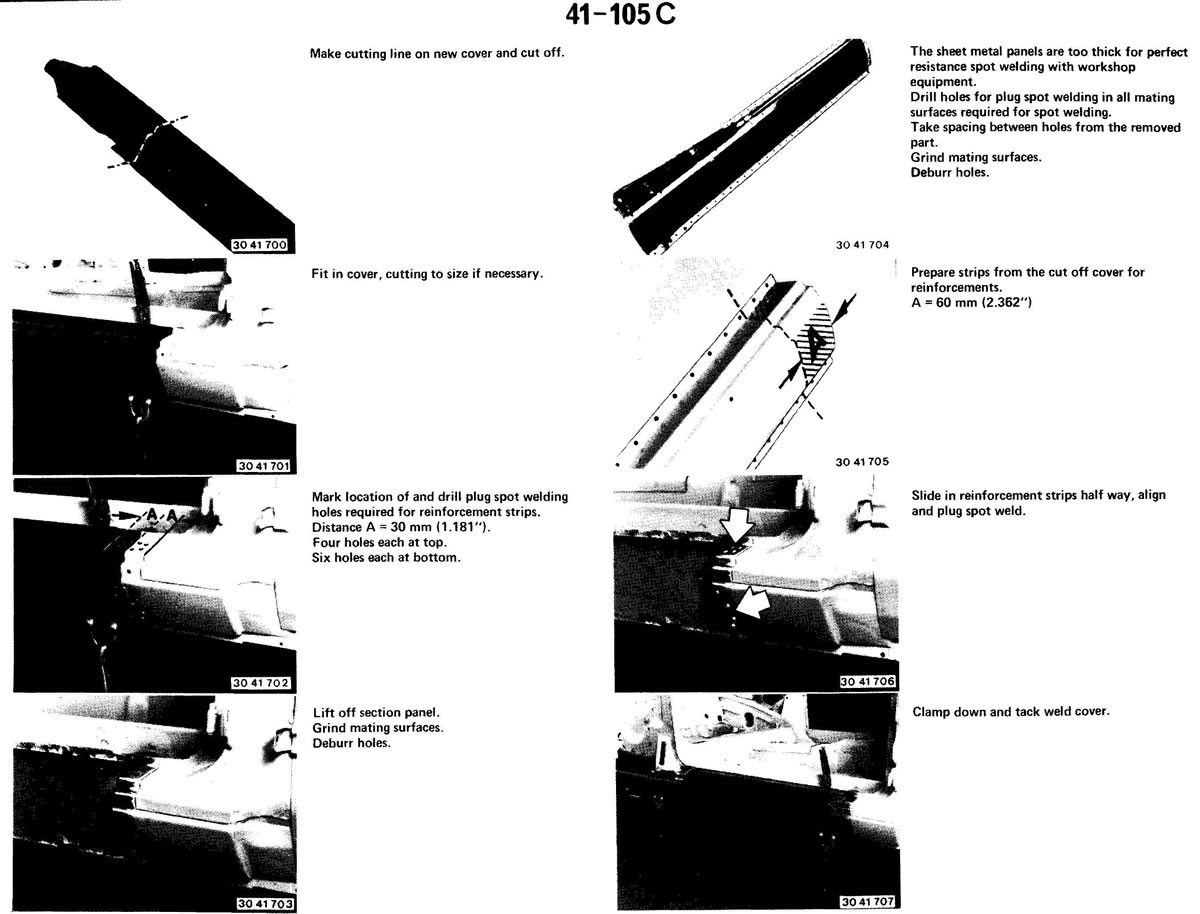 41-105 C
Make cutting line on new cover and cut off.
30 41 700
Fit in cover, cutting to size if necessary.
30 41 701
A A
Mark location of and drill plug spot welding
holes required for reinforcement strips.
Distance A = 30 mm (1.181″).
Four holes each at top.
Six holes each at bottom.
30 41 702
Lift off section panel.
Grind mating surfaces.
Deburr holes.
30 41 703
The sheet metal panels are too thick for perfect
resistance spot welding with workshop
equipment.
Drill holes for plug spot welding in all mating
surfaces required for spot welding.
Take spacing between holes from the removed
part.
Grind mating surfaces.
Deburr holes.
30 41 704
Prepare strips from the cut off cover for
reinforcements.
A = 60 mm (2.362″)
A
30 41 705
Slide in reinforcement strips half way, align
and plug spot weld.
30 41 706
Clamp down and tack weld cover.
30 41 707